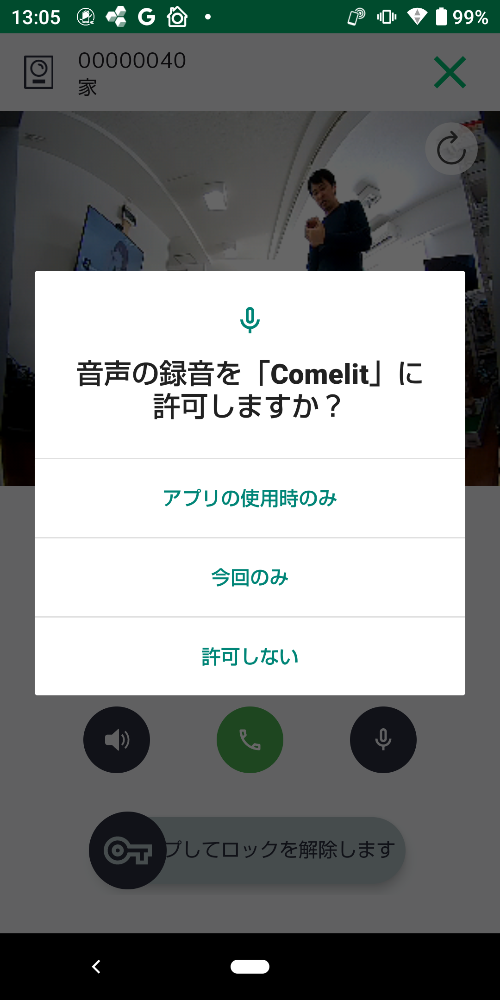 13:05
99%
00000040
家
音声の録音を「Comelit」に
許可しますか？
アプリの使用時のみ
今回のみ
許可しない
プしてロックを解除します